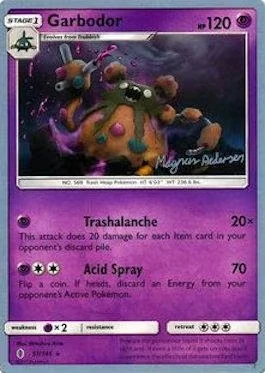 STAGE 1
Garbodor
HP 120
Evolves from Trubbish
Magnus Pedersen
NO. 569 Trash Heap Pokémon HT: 6'03" WT: 236.6 lbs.
Trashalanche 20×
This attack does 20 damage for each Item card in your
opponent's discard pile.
Acid Spray 70
Flip a coin. If heads, discard an Energy from your
opponent's Active Pokémon.
weakness ×2 resistance retreat
51/145